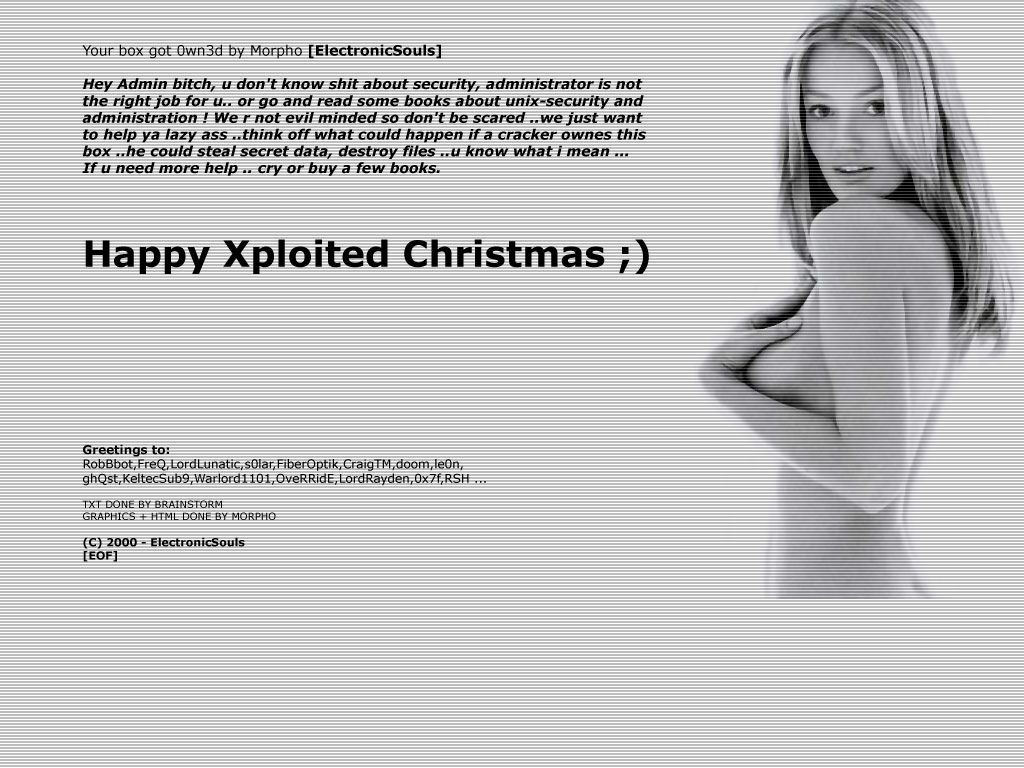 Your box got 0wn3d by Morpho [ElectronicSouls]
Hey Admin bitch, u don't know shit about security, administrator is not
the right job for u.. or go and read some books about unix-security and
administration ! We r not evil minded so don't be scared ..we just want
to help ya lazy ass ..think off what could happen if a cracker ownes this
box ..he could steal secret data, destroy files ..u know what i mean ...
If u need more help .. cry or buy a few books.
Happy Xploited Christmas ;)
Greetings to:
RobBbot,FreQ,LordLunatic,s0lar,FiberOptik,CraigTM,doom,le0n,
ghQst,KeltecSub9,Warlord1101,OveRRidE,LordRayden,0x7f,RSH ...
TXT DONE BY BRAINSTORM
GRAPHICS + HTML DONE BY MORPHO
(C) 2000 - ElectronicSouls
[EOF]